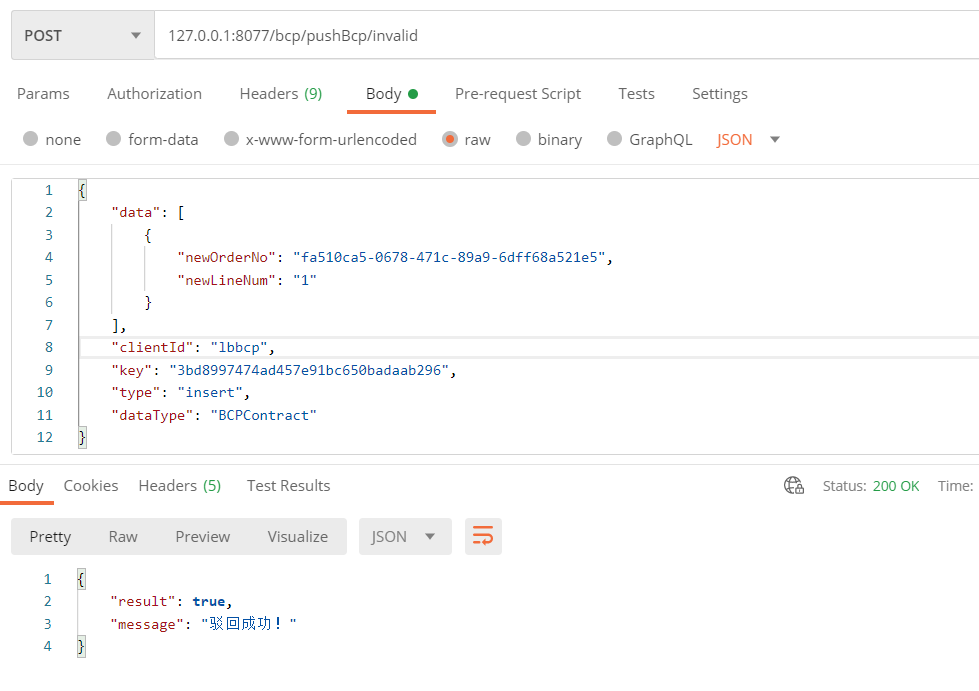 POST 127.0.0.1:8077/bcp/pushBcp/invalid
Params Authorization Headers (9) Body Pre-request Script Tests Settings
none form-data x-www-form-urlencoded raw binary GraphQL JSON
1 {
2 "data": [
3 {
4 "newOrderNo": "fa510ca5-0678-471c-89a9-6dff68a521e5",
5 "newLineNum": "1"
6 }
7 ],
8 "clientId": "lbbcp",
9 "key": "3bd8997474ad457e91bc650badaab296",
10 "type": "insert",
11 "dataType": "BCPContract"
12 }
Body Cookies Headers (5) Test Results Status: 200 OK Time:
Pretty Raw Preview Visualize JSON
1 {
2 "result": true,
3 "message": "驳回成功！"
4 }